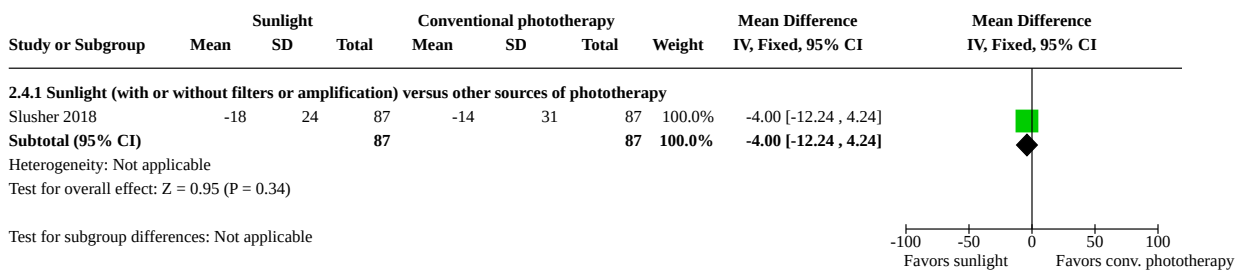 Sunlight Conventional phototherapy Mean Difference Mean Difference
Study or Subgroup Mean SD Total Mean SD Total Weight IV, Fixed, 95% CI IV, Fixed, 95% CI
2.4.1 Sunlight (with or without filters or amplification) versus other sources of phototherapy
Slusher 2018 -18 24 87 -14 31 87 100.0% -4.00 [-12.24 , 4.24]
Subtotal (95% CI) 87 87 100.0% -4.00 [-12.24 , 4.24]
Heterogeneity: Not applicable
Test for overall effect: Z = 0.95 (P = 0.34)
Test for subgroup differences: Not applicable
-100 -50 0 50 100
Favors sunlight Favors conv. phototherapy